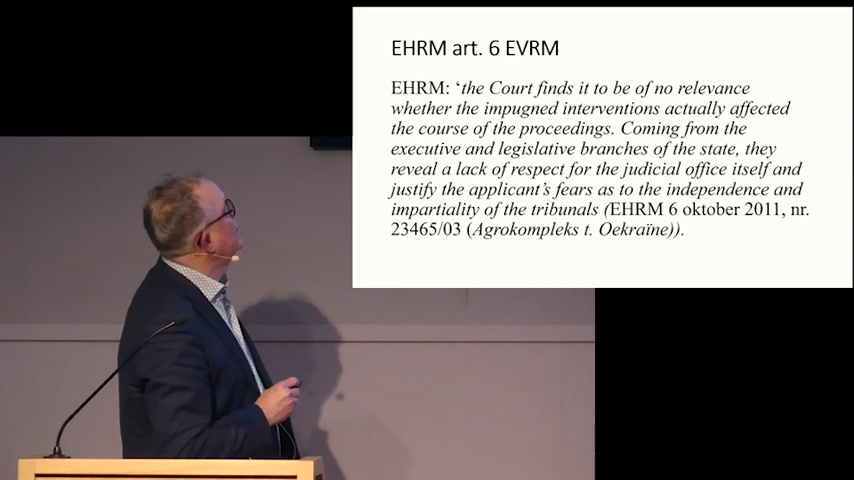 EHRM art. 6 EVRM
EHRM: ‘the Court finds it to be of no relevance
whether the impugned interventions actually affected
the course of the proceedings. Coming from the
executive and legislative branches of the state, they
reveal a lack of respect for the judicial office itself and
justify the applicant’s fears as to the independence and
impartiality of the tribunals (EHRM 6 oktober 2011, nr.
23465/03 (Agrokompleks t. Oekraïne)).